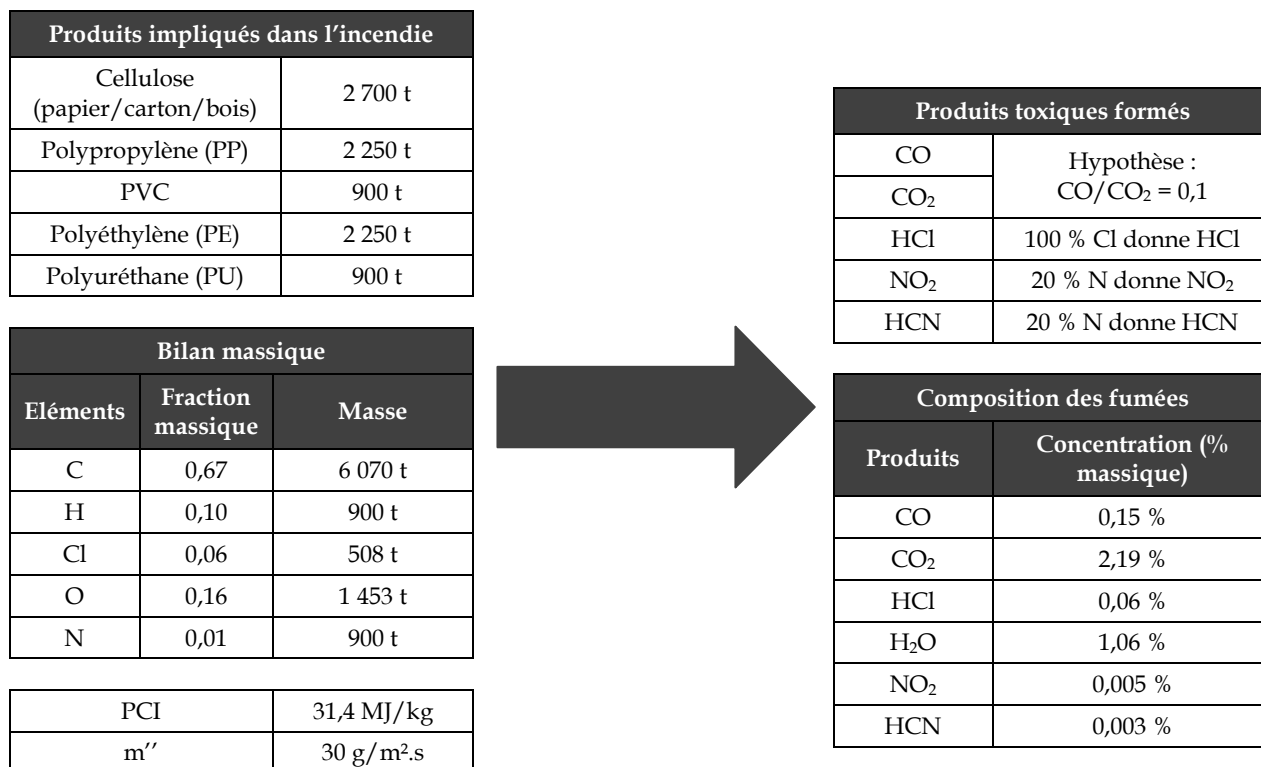 Produits impliqués dans l’incendie
Cellulose
(papier/carton/bois)
2 700 t
Polypropylène (PP)
2 250 t
PVC
900 t
Polyéthylène (PE)
2 250 t
Polyuréthane (PU)
900 t
Bilan massique
Eléments
Fraction
massique
Masse
C
0,67
6 070 t
H
0,10
900 t
Cl
0,06
508 t
O
0,16
1 453 t
N
0,01
900 t
PCI
31,4 MJ/kg
m’’
30 g/m².s
Produits toxiques formés
CO
CO₂
Hypothèse :
CO/CO₂ = 0,1
HCl
100 % Cl donne HCl
NO₂
20 % N donne NO₂
HCN
20 % N donne HCN
Composition des fumées
Produits
Concentration (%
massique)
CO
0,15 %
CO₂
2,19 %
HCl
0,06 %
H₂O
1,06 %
NO₂
0,005 %
HCN
0,003 %